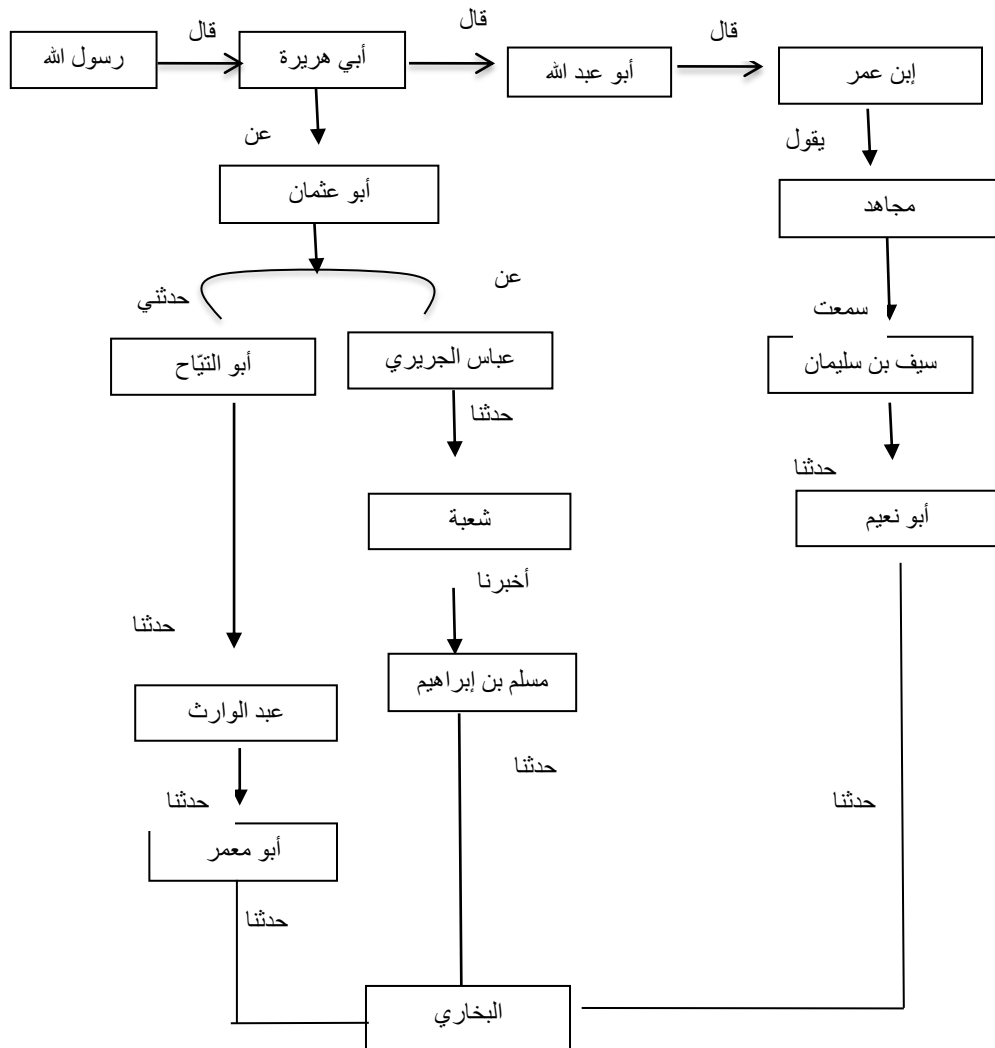 قال
قال
قال
رسول الله
أبي هريرة
أبو عبد الله
إبن عمر
عن
يقول
أبو عثمان
مجاهد
حدثني
عن
سمعت
أبو التيّاح
عباس الجريري
سيف بن سليمان
حدثنا
حدثنا
شعبة
أبو نعيم
أخبرنا
حدثنا
مسلم بن إبراهيم
عبد الوارث
حدثنا
حدثنا
حدثنا
أبو معمر
حدثنا
البخاري